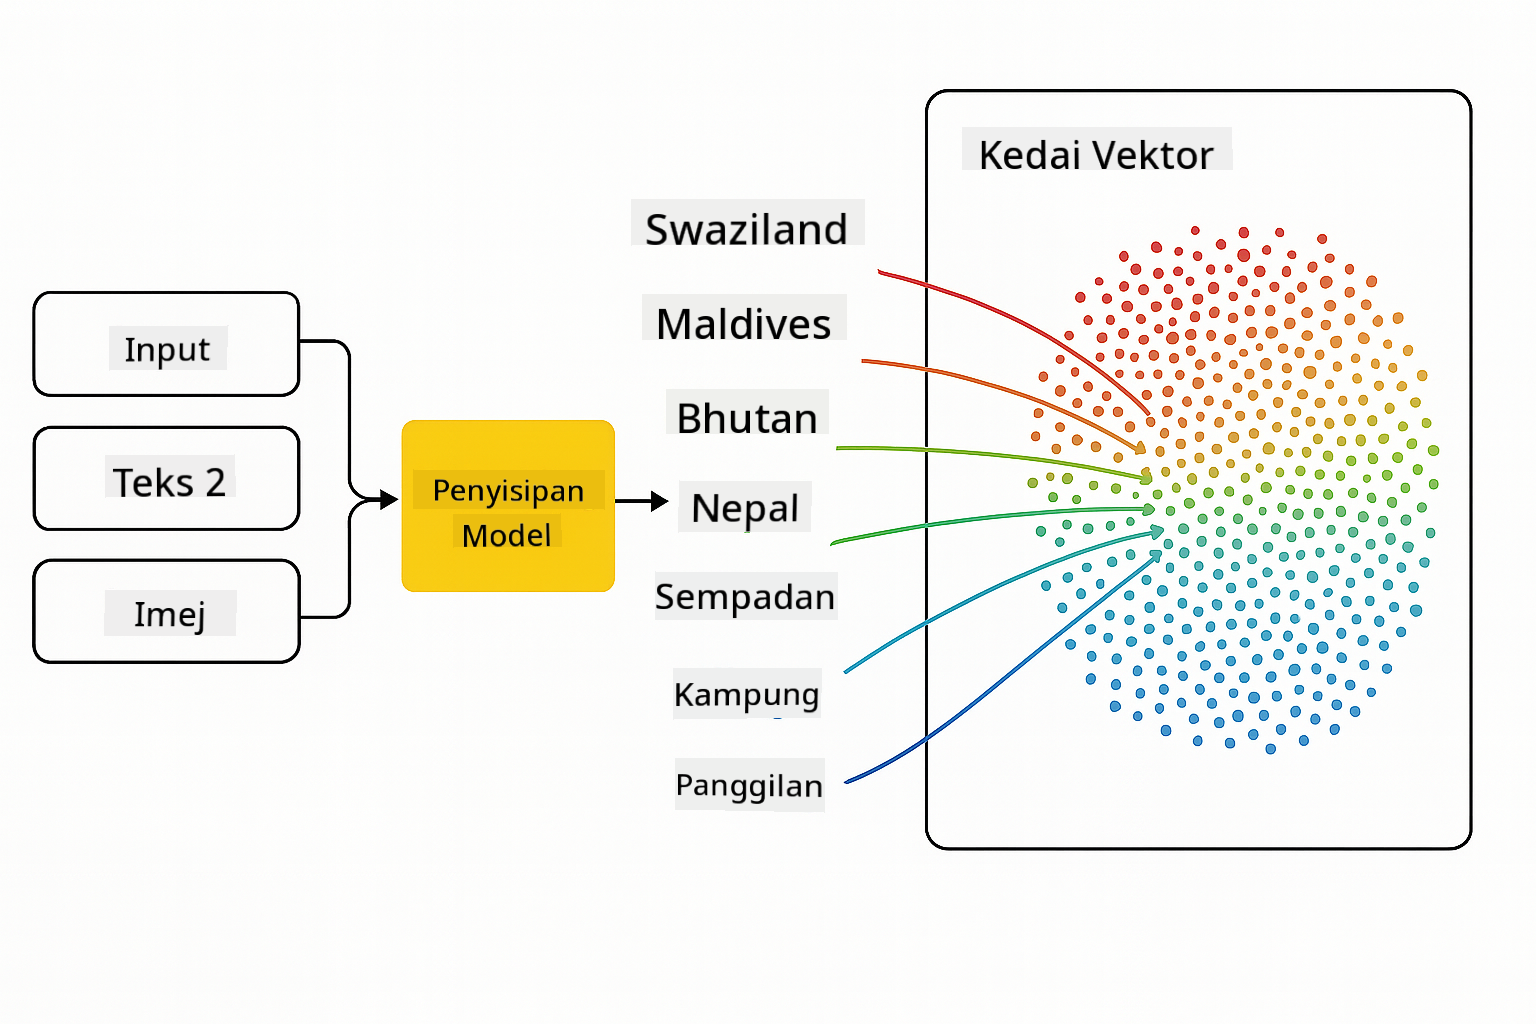 Input
Teks 2
Imej
Penyisipan
Model
Swaziland
Maldives
Bhutan
Nepal
Sempadan
Kampung
Panggilan
Kedai Vektor